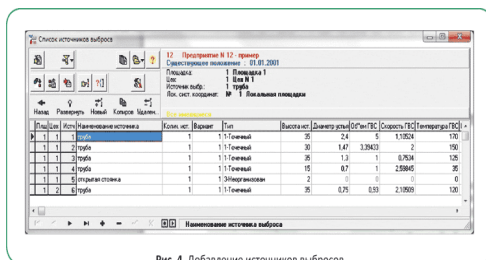 Список источников выброса
12 Предприятие N 12 - пример
Существующее положение : 01.01.2001
Площадка: 1 Площадка 1
Цех: 1 Цех N 1
Источник выбр.: 1 труба
Лок. сист. координат: № 1 Локальная площадки
Назад Развернуть Новый Копиров Удален.
Площ Цех Источ Наименование источника Колич. ист. Вариант Тип Высота ист. Диаметр устья Об'ем ГВС Скорость ГВС Температура ГВС
1 1 1 труба 1 1 1-Точечный 35 2,4 5 1,10524 170
1 1 2 труба 1 1 1-Точечный 30 1,47 3,39433 2 150
1 1 3 труба 1 1 1-Точечный 35 1,3 1 0,7534 125
1 1 4 труба 1 1 1-Точечный 15 0,7 1 2,59845 35
1 1 5 открытая стоянка 1 1 3-Неорганизован 2 0 0 0 0
1 2 6 труба 1 1 1-Точечный 35 0,75 0,93 2,10509 120
Наименование источника выброса
Рис. 4. Добавление источников выбросов